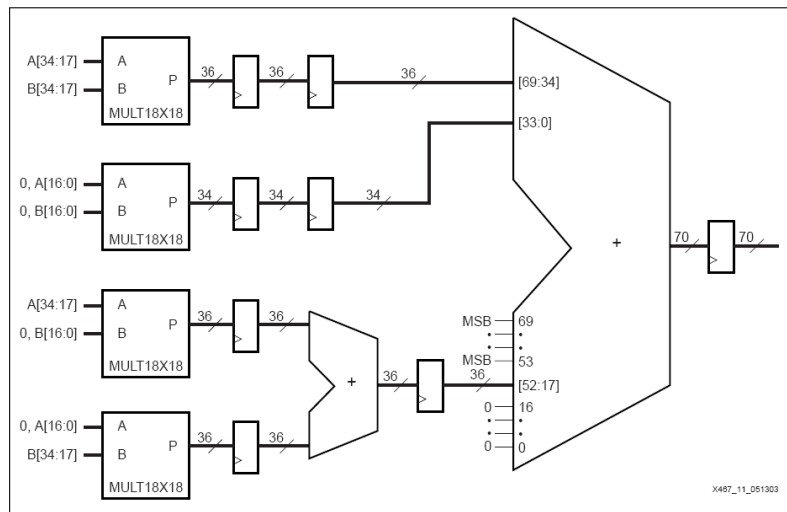 A[34:17]
B[34:17]
A
B
P
MULT18X18
36
36
36
[69:34]
[33:0]
0, A[16:0]
0, B[16:0]
A
B
P
MULT18X18
34
34
34
+
70
70
A[34:17]
0, B[16:0]
A
B
P
MULT18X18
36
36
+
36
36
MSB
69
MSB
53
[52:17]
0
16
0
0
0, A[16:0]
B[34:17]
A
B
P
MULT18X18
36
36
X467_11_051303